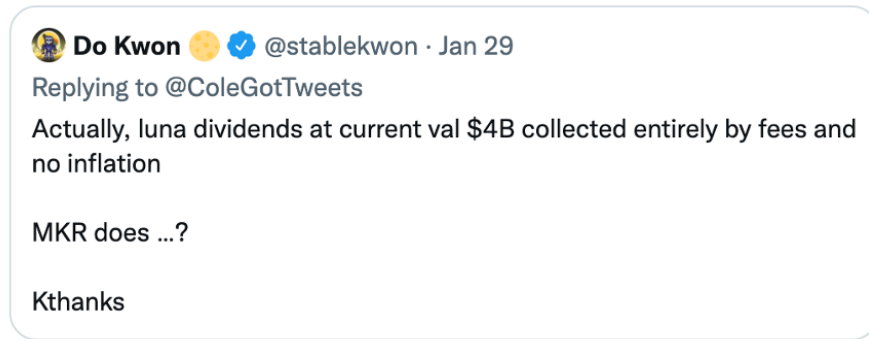 Do Kwon 🌕 @stablekwon · Jan 29
Replying to @ColeGotTweets
Actually, luna dividends at current val $4B collected entirely by fees and
no inflation
MKR does ...?
Kthanks